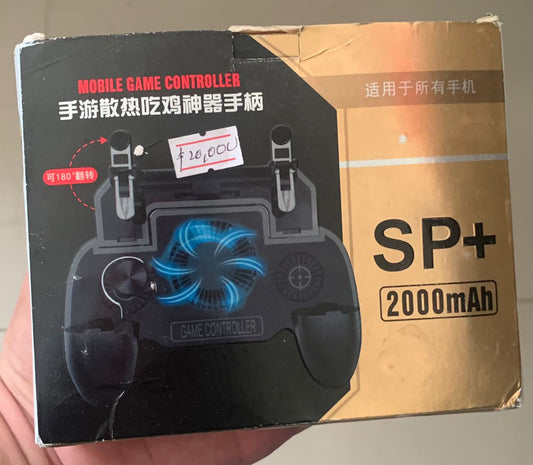 MOBILE GAME CONTROLLER
手游散热吃鸡神器手柄
适用于所有手机
$20,000
可180°翻转
SP+
2000mAh
GAME CONTROLLER